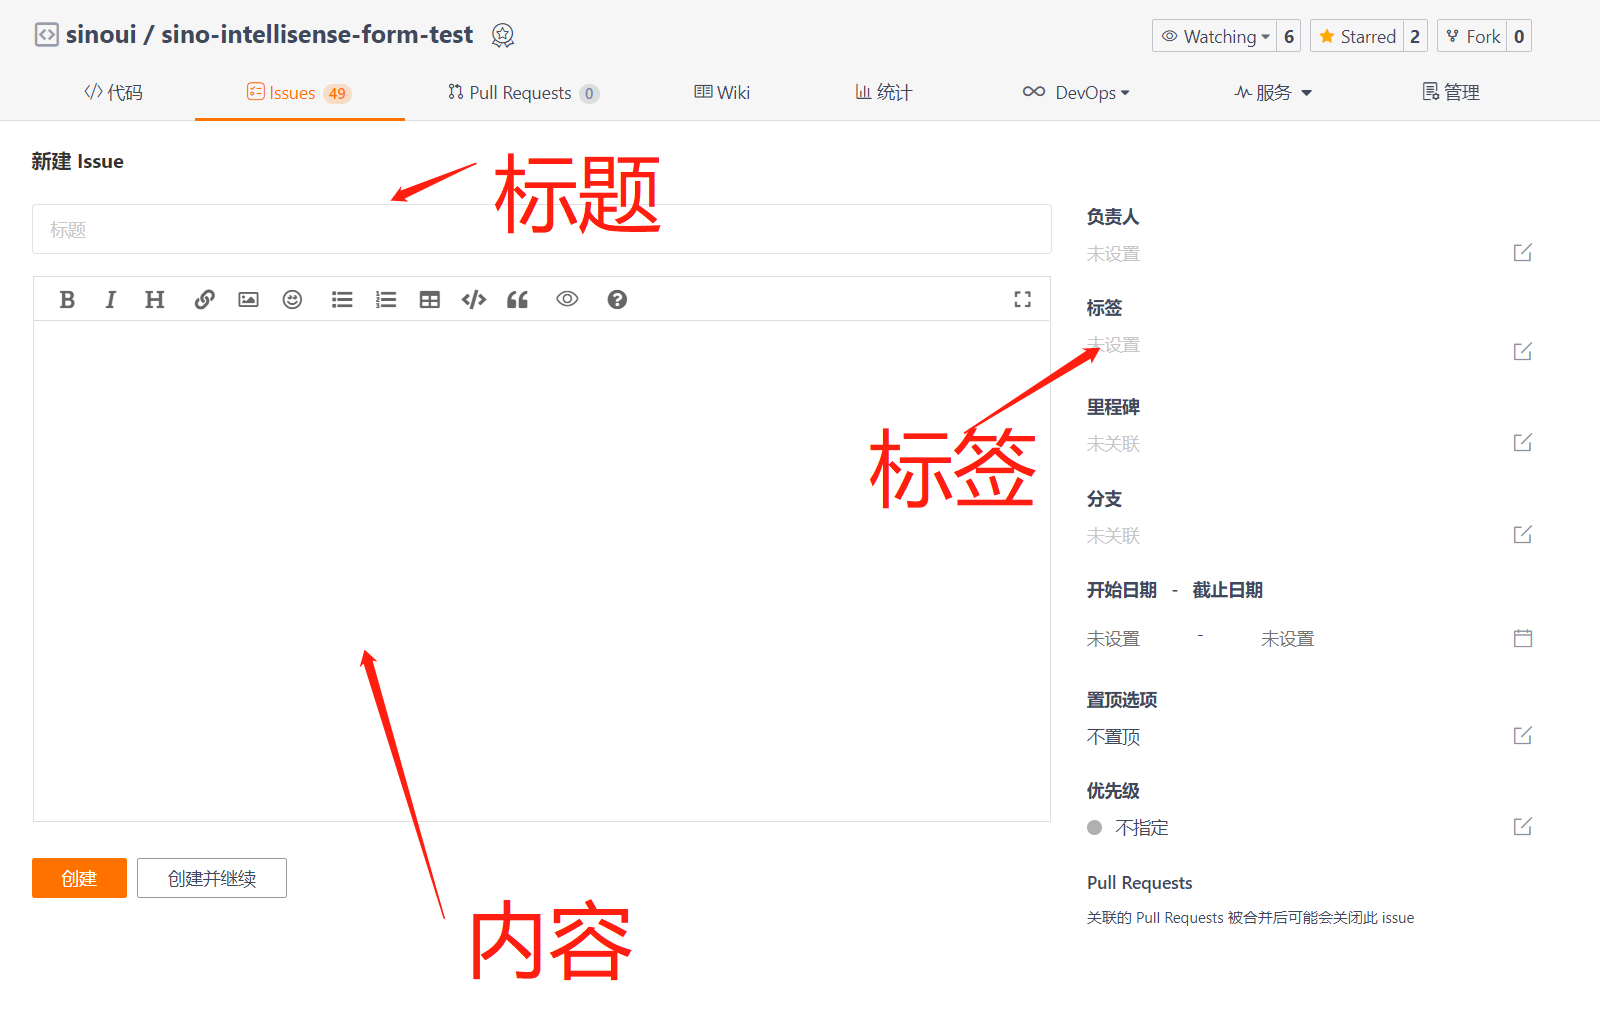 sinoui / sino-intellisense-form-test
Watching 6
Starred 2
Fork 0
代码
Issues 49
Pull Requests 0
Wiki
统计
DevOps
服务
管理
新建 Issue
标题
标题
B I H
创建
创建并继续
内容
负责人
未设置
标签
未设置
标签
里程碑
未关联
分支
未关联
开始日期 - 截止日期
未设置 - 未设置
置顶选项
不置顶
优先级
不指定
Pull Requests
关联的 Pull Requests 被合并后可能会关闭此 issue